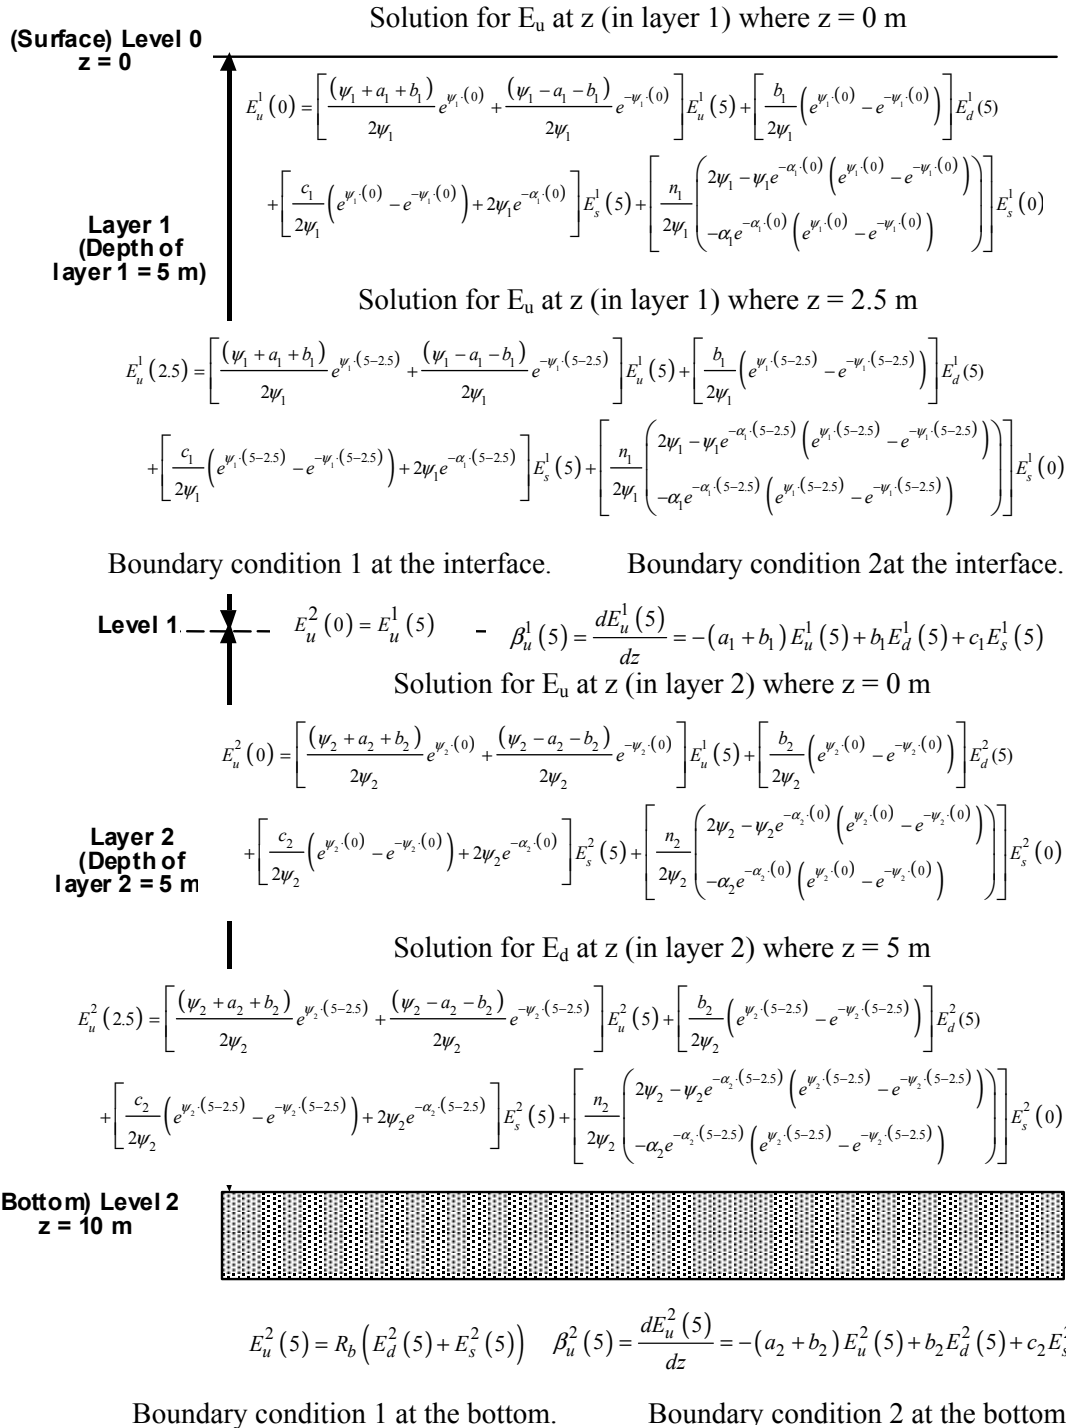 Solution for E_u at z (in layer 1) where z = 0 m
(Surface) Level 0
z = 0
E_u^1(0) = [(ψ_1 + a_1 + b_1)/(2ψ_1) e^{ψ_1·(0)} + (ψ_1 − a_1 − b_1)/(2ψ_1) e^{−ψ_1·(0)}] E_u^1(5) + [b_1/(2ψ_1) (e^{ψ_1·(0)} − e^{−ψ_1·(0)})] E_d^1(5)
+ [c_1/(2ψ_1) (e^{ψ_1·(0)} − e^{−ψ_1·(0)}) + 2ψ_1 e^{−α_1·(0)}] E_s^1(5) + [n_1/(2ψ_1) (2ψ_1 − ψ_1 e^{−α_1·(0)} (e^{ψ_1·(0)} − e^{−ψ_1·(0)}) −α_1 e^{−α_1·(0)} (e^{ψ_1·(0)} − e^{−ψ_1·(0)}))] E_s^1(0)
Layer 1
(Depth of
layer 1 = 5 m)
Solution for E_u at z (in layer 1) where z = 2.5 m
E_u^1(2.5) = [(ψ_1 + a_1 + b_1)/(2ψ_1) e^{ψ_1·(5−2.5)} + (ψ_1 − a_1 − b_1)/(2ψ_1) e^{−ψ_1·(5−2.5)}] E_u^1(5) + [b_1/(2ψ_1) (e^{ψ_1·(5−2.5)} − e^{−ψ_1·(5−2.5)})] E_d^1(5)
+ [c_1/(2ψ_1) (e^{ψ_1·(5−2.5)} − e^{−ψ_1·(5−2.5)}) + 2ψ_1 e^{−α_1·(5−2.5)}] E_s^1(5) + [n_1/(2ψ_1) (2ψ_1 − ψ_1 e^{−α_1·(5−2.5)} (e^{ψ_1·(5−2.5)} − e^{−ψ_1·(5−2.5)}) −α_1 e^{−α_1·(5−2.5)} (e^{ψ_1·(5−2.5)} − e^{−ψ_1·(5−2.5)}))] E_s^1(0)
Boundary condition 1 at the interface. Boundary condition 2at the interface.
Level 1 E_u^2(0) = E_u^1(5) β_u^1(5) = dE_u^1(5)/dz = −(a_1 + b_1) E_u^1(5) + b_1 E_d^1(5) + c_1 E_s^1(5)
Solution for E_u at z (in layer 2) where z = 0 m
E_u^2(0) = [(ψ_2 + a_2 + b_2)/(2ψ_2) e^{ψ_2·(0)} + (ψ_2 − a_2 − b_2)/(2ψ_2) e^{−ψ_2·(0)}] E_u^1(5) + [b_2/(2ψ_2) (e^{ψ_2·(0)} − e^{−ψ_2·(0)})] E_d^2(5)
+ [c_2/(2ψ_2) (e^{ψ_2·(0)} − e^{−ψ_2·(0)}) + 2ψ_2 e^{−α_2·(0)}] E_s^2(5) + [n_2/(2ψ_2) (2ψ_2 − ψ_2 e^{−α_2·(0)} (e^{ψ_2·(0)} − e^{−ψ_2·(0)}) −α_2 e^{−α_2·(0)} (e^{ψ_2·(0)} − e^{−ψ_2·(0)}))] E_s^2(0)
Layer 2
(Depth of
layer 2 = 5 m
Solution for E_d at z (in layer 2) where z = 5 m
E_u^2(2.5) = [(ψ_2 + a_2 + b_2)/(2ψ_2) e^{ψ_2·(5−2.5)} + (ψ_2 − a_2 − b_2)/(2ψ_2) e^{−ψ_2·(5−2.5)}] E_u^2(5) + [b_2/(2ψ_2) (e^{ψ_2·(5−2.5)} − e^{−ψ_2·(5−2.5)})] E_d^2(5)
+ [c_2/(2ψ_2) (e^{ψ_2·(5−2.5)} − e^{−ψ_2·(5−2.5)}) + 2ψ_2 e^{−α_2·(5−2.5)}] E_s^2(5) + [n_2/(2ψ_2) (2ψ_2 − ψ_2 e^{−α_2·(5−2.5)} (e^{ψ_2·(5−2.5)} − e^{−ψ_2·(5−2.5)}) −α_2 e^{−α_2·(5−2.5)} (e^{ψ_2·(5−2.5)} − e^{−ψ_2·(5−2.5)}))] E_s^2(0)
Bottom) Level 2
z = 10 m
E_u^2(5) = R_b (E_d^2(5) + E_s^2(5)) β_u^2(5) = dE_u^2(5)/dz = −(a_2 + b_2) E_u^2(5) + b_2 E_d^2(5) + c_2 E_s
Boundary condition 1 at the bottom. Boundary condition 2 at the bottom